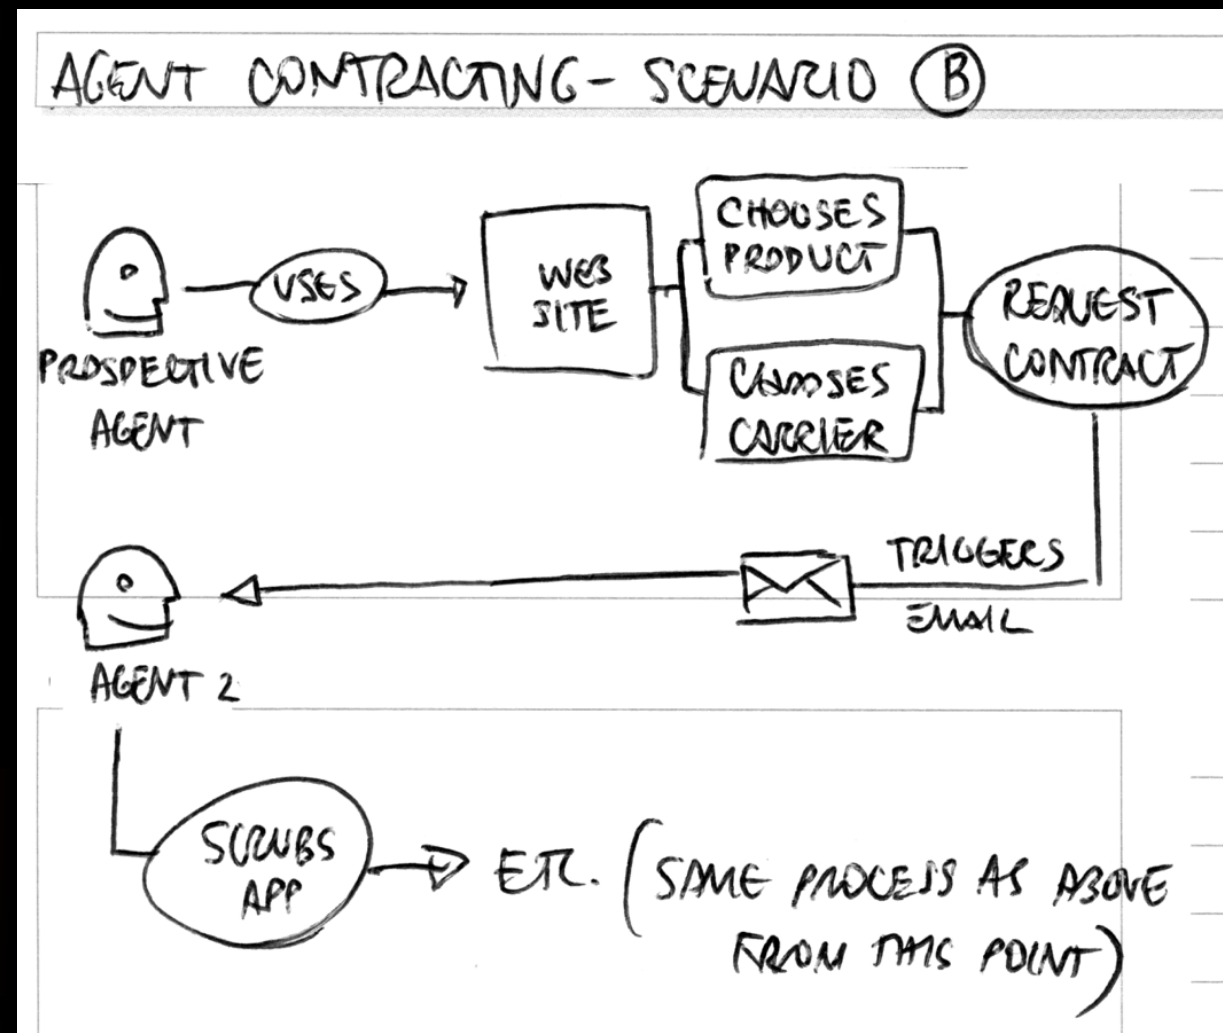 AGENT CONTRACTING - SCENARIO B
CHOOSES
PRODUCT
USES
WEB
SITE
REQUEST
CONTRACT
PROSPECTIVE
AGENT
CHOOSES
CARRIER
TRIGGERS
EMAIL
AGENT 2
SCRUBS
APP
ETC. (SAME PROCESS AS ABOVE
FROM THIS POINT)